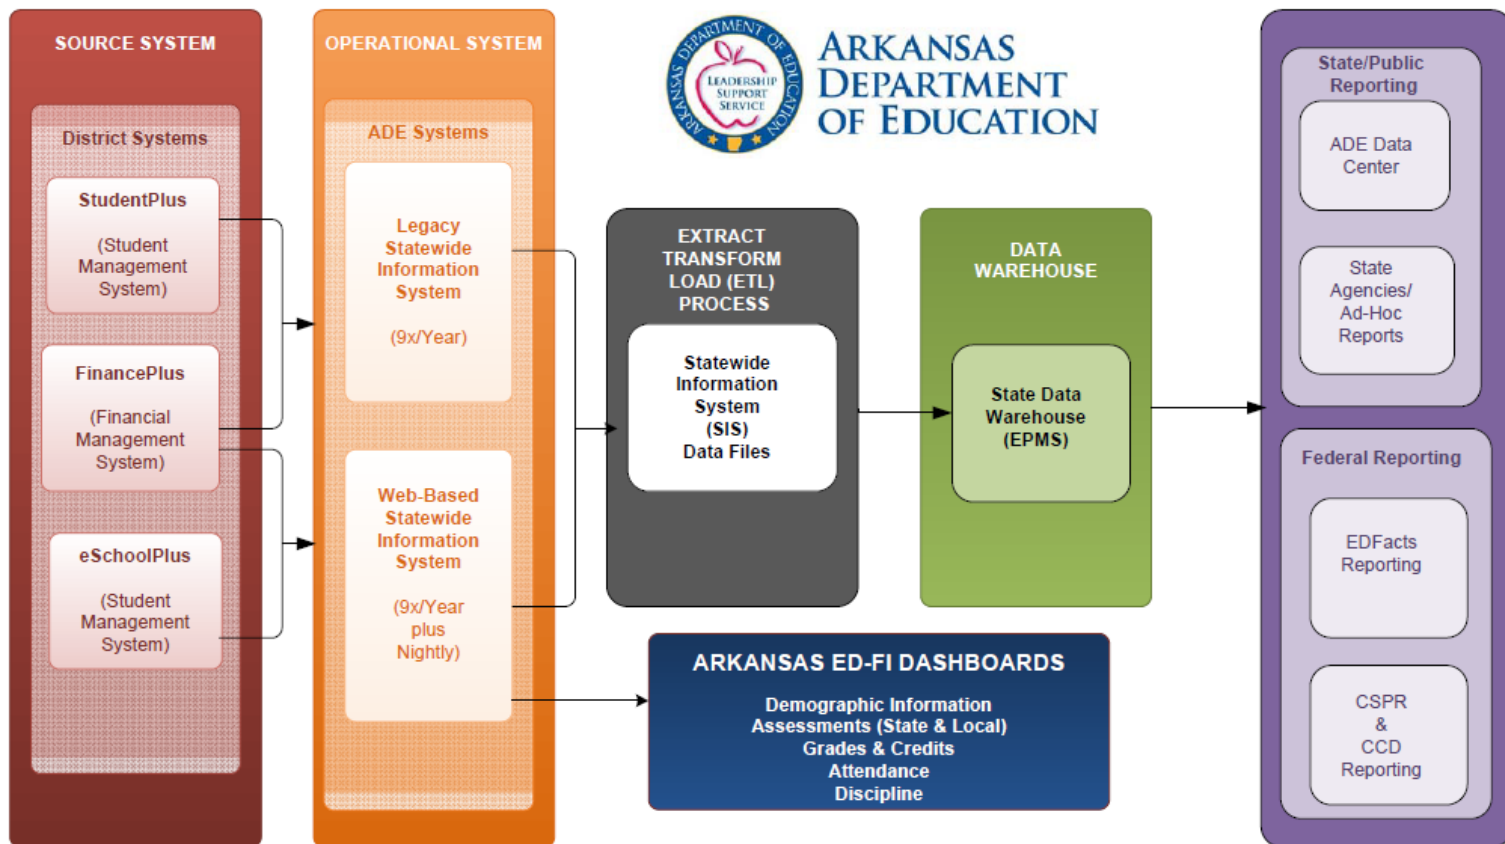 SOURCE SYSTEM
District Systems
StudentPlus
(Student
Management
System)
FinancePlus
(Financial
Management
System)
eSchoolPlus
(Student
Management
System)
OPERATIONAL SYSTEM
ADE Systems
Legacy
Statewide
Information
System
(9x/Year)
Web-Based
Statewide
Information
System
(9x/Year
plus
Nightly)
ARKANSAS DEPARTMENT OF EDUCATION
LEADERSHIP
SUPPORT
SERVICE
ARKANSAS
DEPARTMENT
OF EDUCATION
EXTRACT
TRANSFORM
LOAD (ETL)
PROCESS
Statewide
Information
System
(SIS)
Data Files
DATA
WAREHOUSE
State Data
Warehouse
(EPMS)
ARKANSAS ED-FI DASHBOARDS
Demographic Information
Assessments (State & Local)
Grades & Credits
Attendance
Discipline
State/Public
Reporting
ADE Data
Center
State
Agencies/
Ad-Hoc
Reports
Federal Reporting
EDFacts
Reporting
CSPR
&
CCD
Reporting